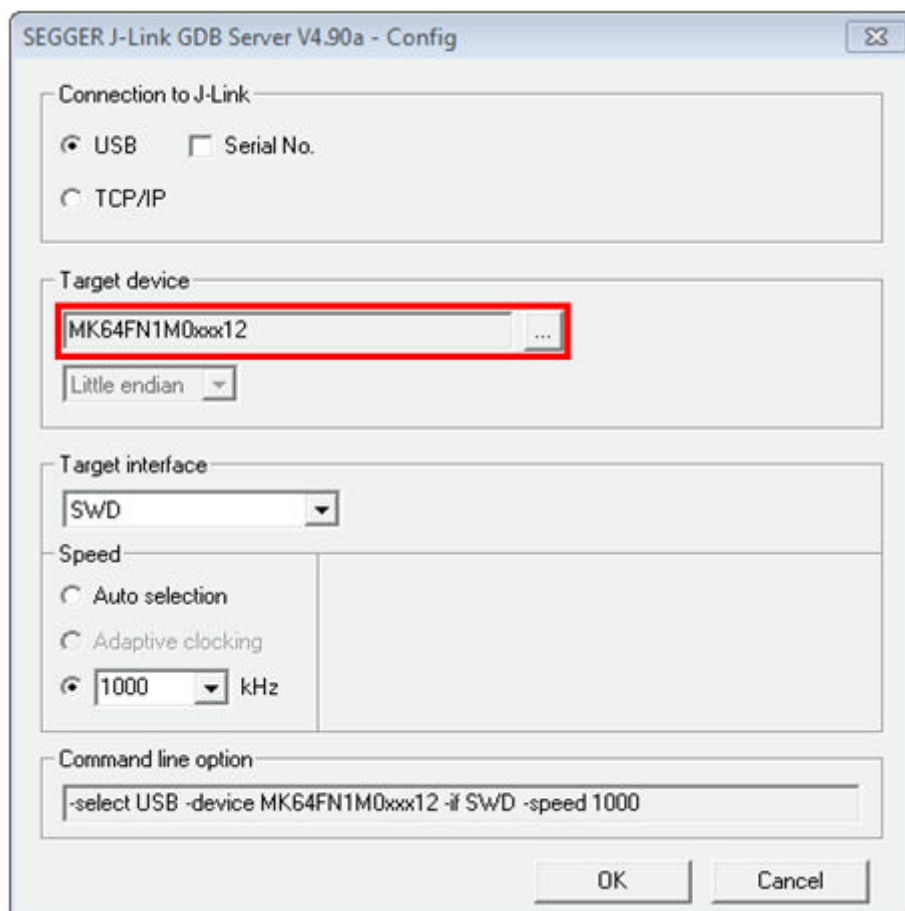 SEGGER J-Link GDB Server V4.90a - Config
Connection to J-Link
USB Serial No.
TCP/IP
Target device
MK64FN1M0xxx12 ...
Little endian
Target interface
SWD
Speed
Auto selection
Adaptive clocking
1000 kHz
Command line option
-select USB -device MK64FN1M0xxx12 -if SWD -speed 1000
OK Cancel